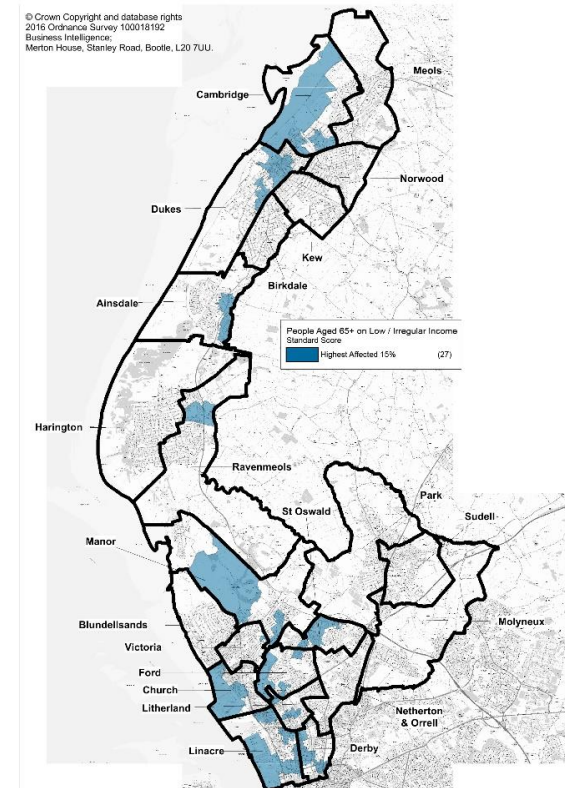 © Crown Copyright and database rights
2016 Ordnance Survey 100018192
Business Intelligence;
Merton House, Stanley Road, Bootle, L20 7UU.
Meols
Cambridge
Norwood
Dukes
Kew
Birkdale
Ainsdale
People Aged 65+ on Low / Irregular Income
Standard Score
Highest Affected 15% (27)
Harington
Ravenmeols
Park
St Oswald
Sudell
Manor
Molyneux
Blundellsands
Victoria
Ford
Church
Litherland
Netherton
& Orrell
Linacre
Derby